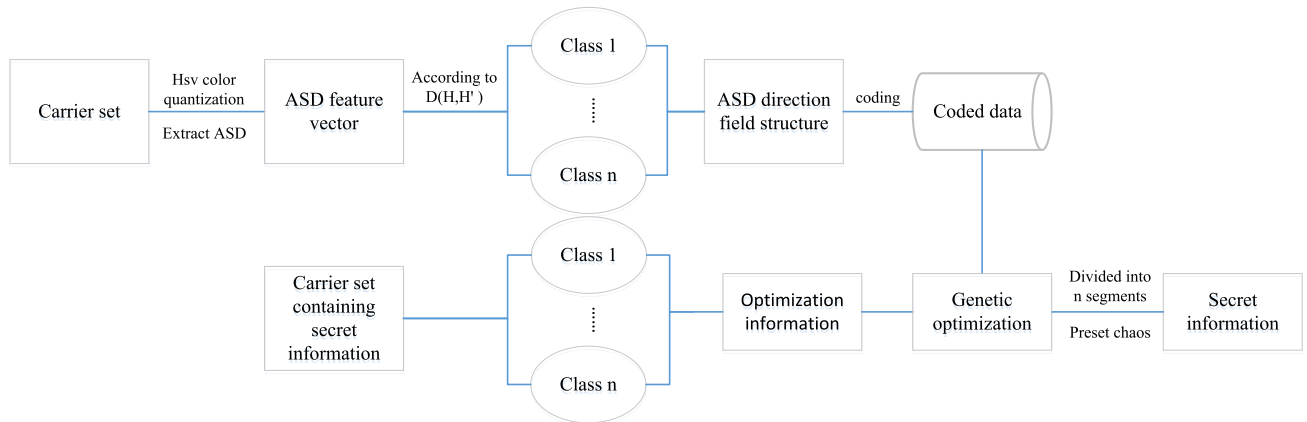 Carrier set
Hsv color
quantization
Extract ASD
ASD feature
vector
According to
D(H,H' )
Class 1
Class n
ASD direction
field structure
coding
Coded data
Carrier set
containing
secret
information
Class 1
Class n
Optimization
information
Genetic
optimization
Divided into
n segments
Preset chaos
Secret
information